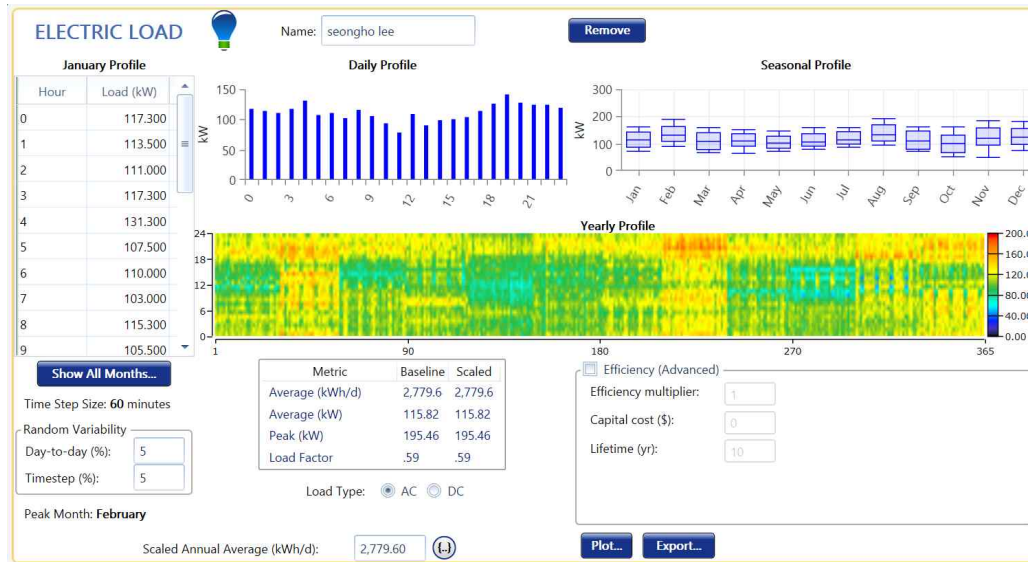 ELECTRIC LOAD
Name: seongho lee
Remove
January Profile
Hour Load (kW)
0 117.300
1 113.500
2 111.000
3 117.300
4 131.300
5 107.500
6 110.000
7 103.000
8 115.300
9 105.500
Show All Months...
Time Step Size: 60 minutes
Random Variability
Day-to-day (%): 5
Timestep (%): 5
Peak Month: February
Daily Profile
kW
150
100
50
0
0 3 6 9 12 15 18 21
Seasonal Profile
kW
300
200
100
0
Jan Feb Mar Apr May Jun Jul Aug Sep Oct Nov Dec
Yearly Profile
24
18
12
6
0
1 90 180 270 365
200.0
160.0
120.0
80.00
40.00
0.00
Metric Baseline Scaled
Average (kWh/d) 2,779.6 2,779.6
Average (kW) 115.82 115.82
Peak (kW) 195.46 195.46
Load Factor .59 .59
Load Type: AC DC
Scaled Annual Average (kWh/d): 2,779.60 {..}
Efficiency (Advanced)
Efficiency multiplier: 1
Capital cost ($): 0
Lifetime (yr): 10
Plot... Export...